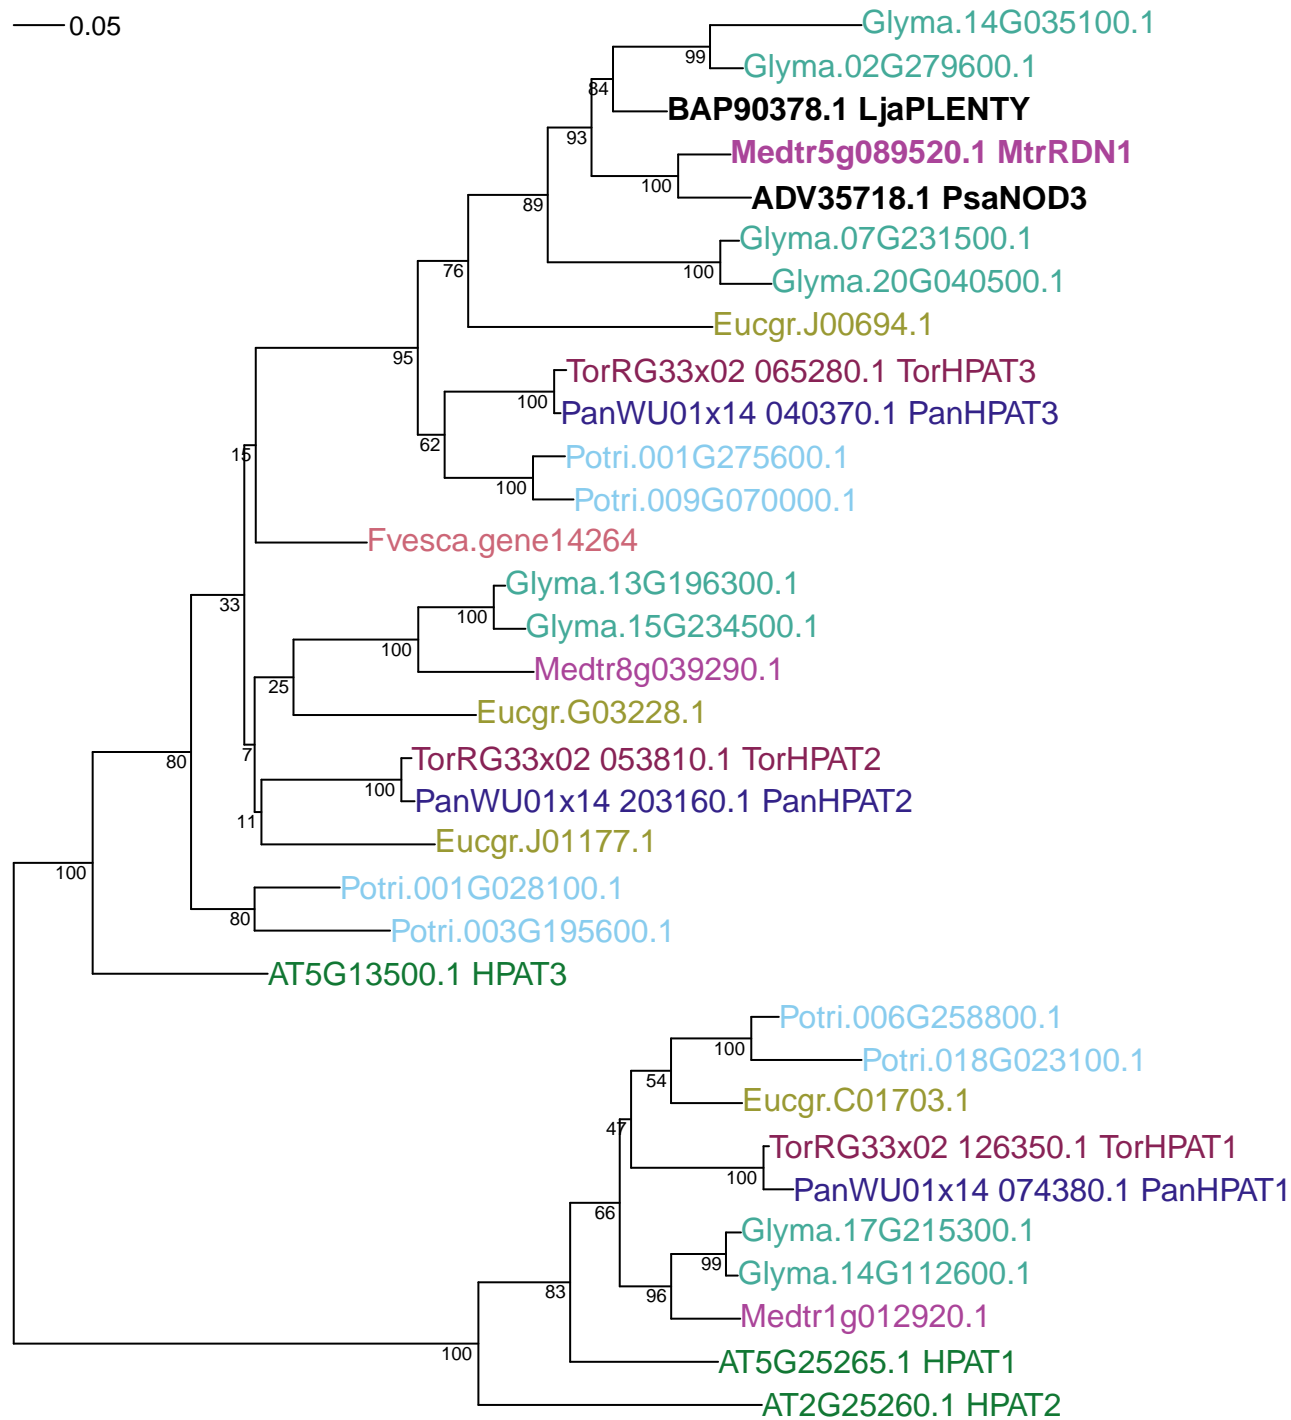 0.05
Glyma.14G035100.1
99
Glyma.02G279600.1
84
BAP90378.1 LjaPLENTY
93
Medtr5g089520.1 MtrRDN1
100
ADV35718.1 PsaNOD3
89
Glyma.07G231500.1
100
Glyma.20G040500.1
76
Eucgr.J00694.1
95
TorRG33x02 065280.1 TorHPAT3
100
PanWU01x14 040370.1 PanHPAT3
62
Potri.001G275600.1
100
Potri.009G070000.1
15
Fvesca.gene14264
33
Glyma.13G196300.1
100
Glyma.15G234500.1
100
Medtr8g039290.1
25
Eucgr.G03228.1
7
TorRG33x02 053810.1 TorHPAT2
80
100
PanWU01x14 203160.1 PanHPAT2
11
Eucgr.J01177.1
100
Potri.001G028100.1
80
Potri.003G195600.1
AT5G13500.1 HPAT3
Potri.006G258800.1
100
Potri.018G023100.1
54
Eucgr.C01703.1
47
TorRG33x02 126350.1 TorHPAT1
100
PanWU01x14 074380.1 PanHPAT1
66
Glyma.17G215300.1
99
Glyma.14G112600.1
83
96
Medtr1g012920.1
100
AT5G25265.1 HPAT1
AT2G25260.1 HPAT2